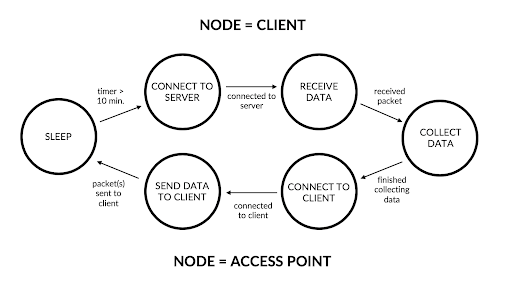 NODE = CLIENT
timer >
10 min.
CONNECT TO
SERVER
connected to
server
RECEIVE
DATA
received
packet
SLEEP
COLLECT
DATA
packet(s)
sent to
client
SEND DATA
TO CLIENT
connected
to client
CONNECT TO
CLIENT
finished
collecting
data
NODE = ACCESS POINT